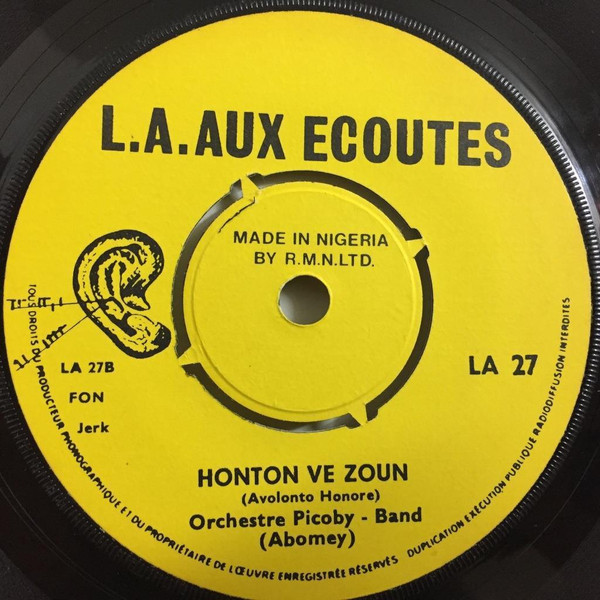 L.A.AUX ECOUTES
MADE IN NIGERIA
BY R.M.N.LTD.
LA 27B
FON
Jerk
LA 27
HONTON VE ZOUN
(Avolonto Honore)
Orchestre Picoby - Band
(Abomey)
TOUS DROITS DU PRODUCTEUR PHONOGRAPHIQUE ET DU PROPRIÉTAIRE DE L'ŒUVRE ENREGISTRÉE RÉSERVÉS DUPLICATION EXÉCUTION PUBLIQUE RADIODIFFUSION INTERDITES